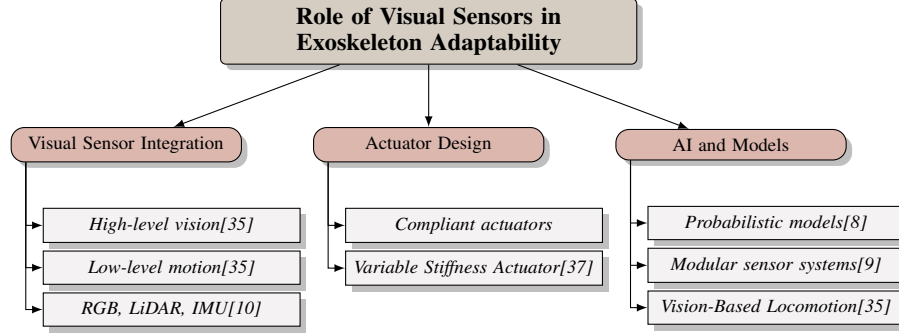 Role of Visual Sensors in
Exoskeleton Adaptability
Visual Sensor Integration
High-level vision[35]
Low-level motion[35]
RGB, LiDAR, IMU[10]
Actuator Design
Compliant actuators
Variable Stiffness Actuator[37]
AI and Models
Probabilistic models[8]
Modular sensor systems[9]
Vision-Based Locomotion[35]